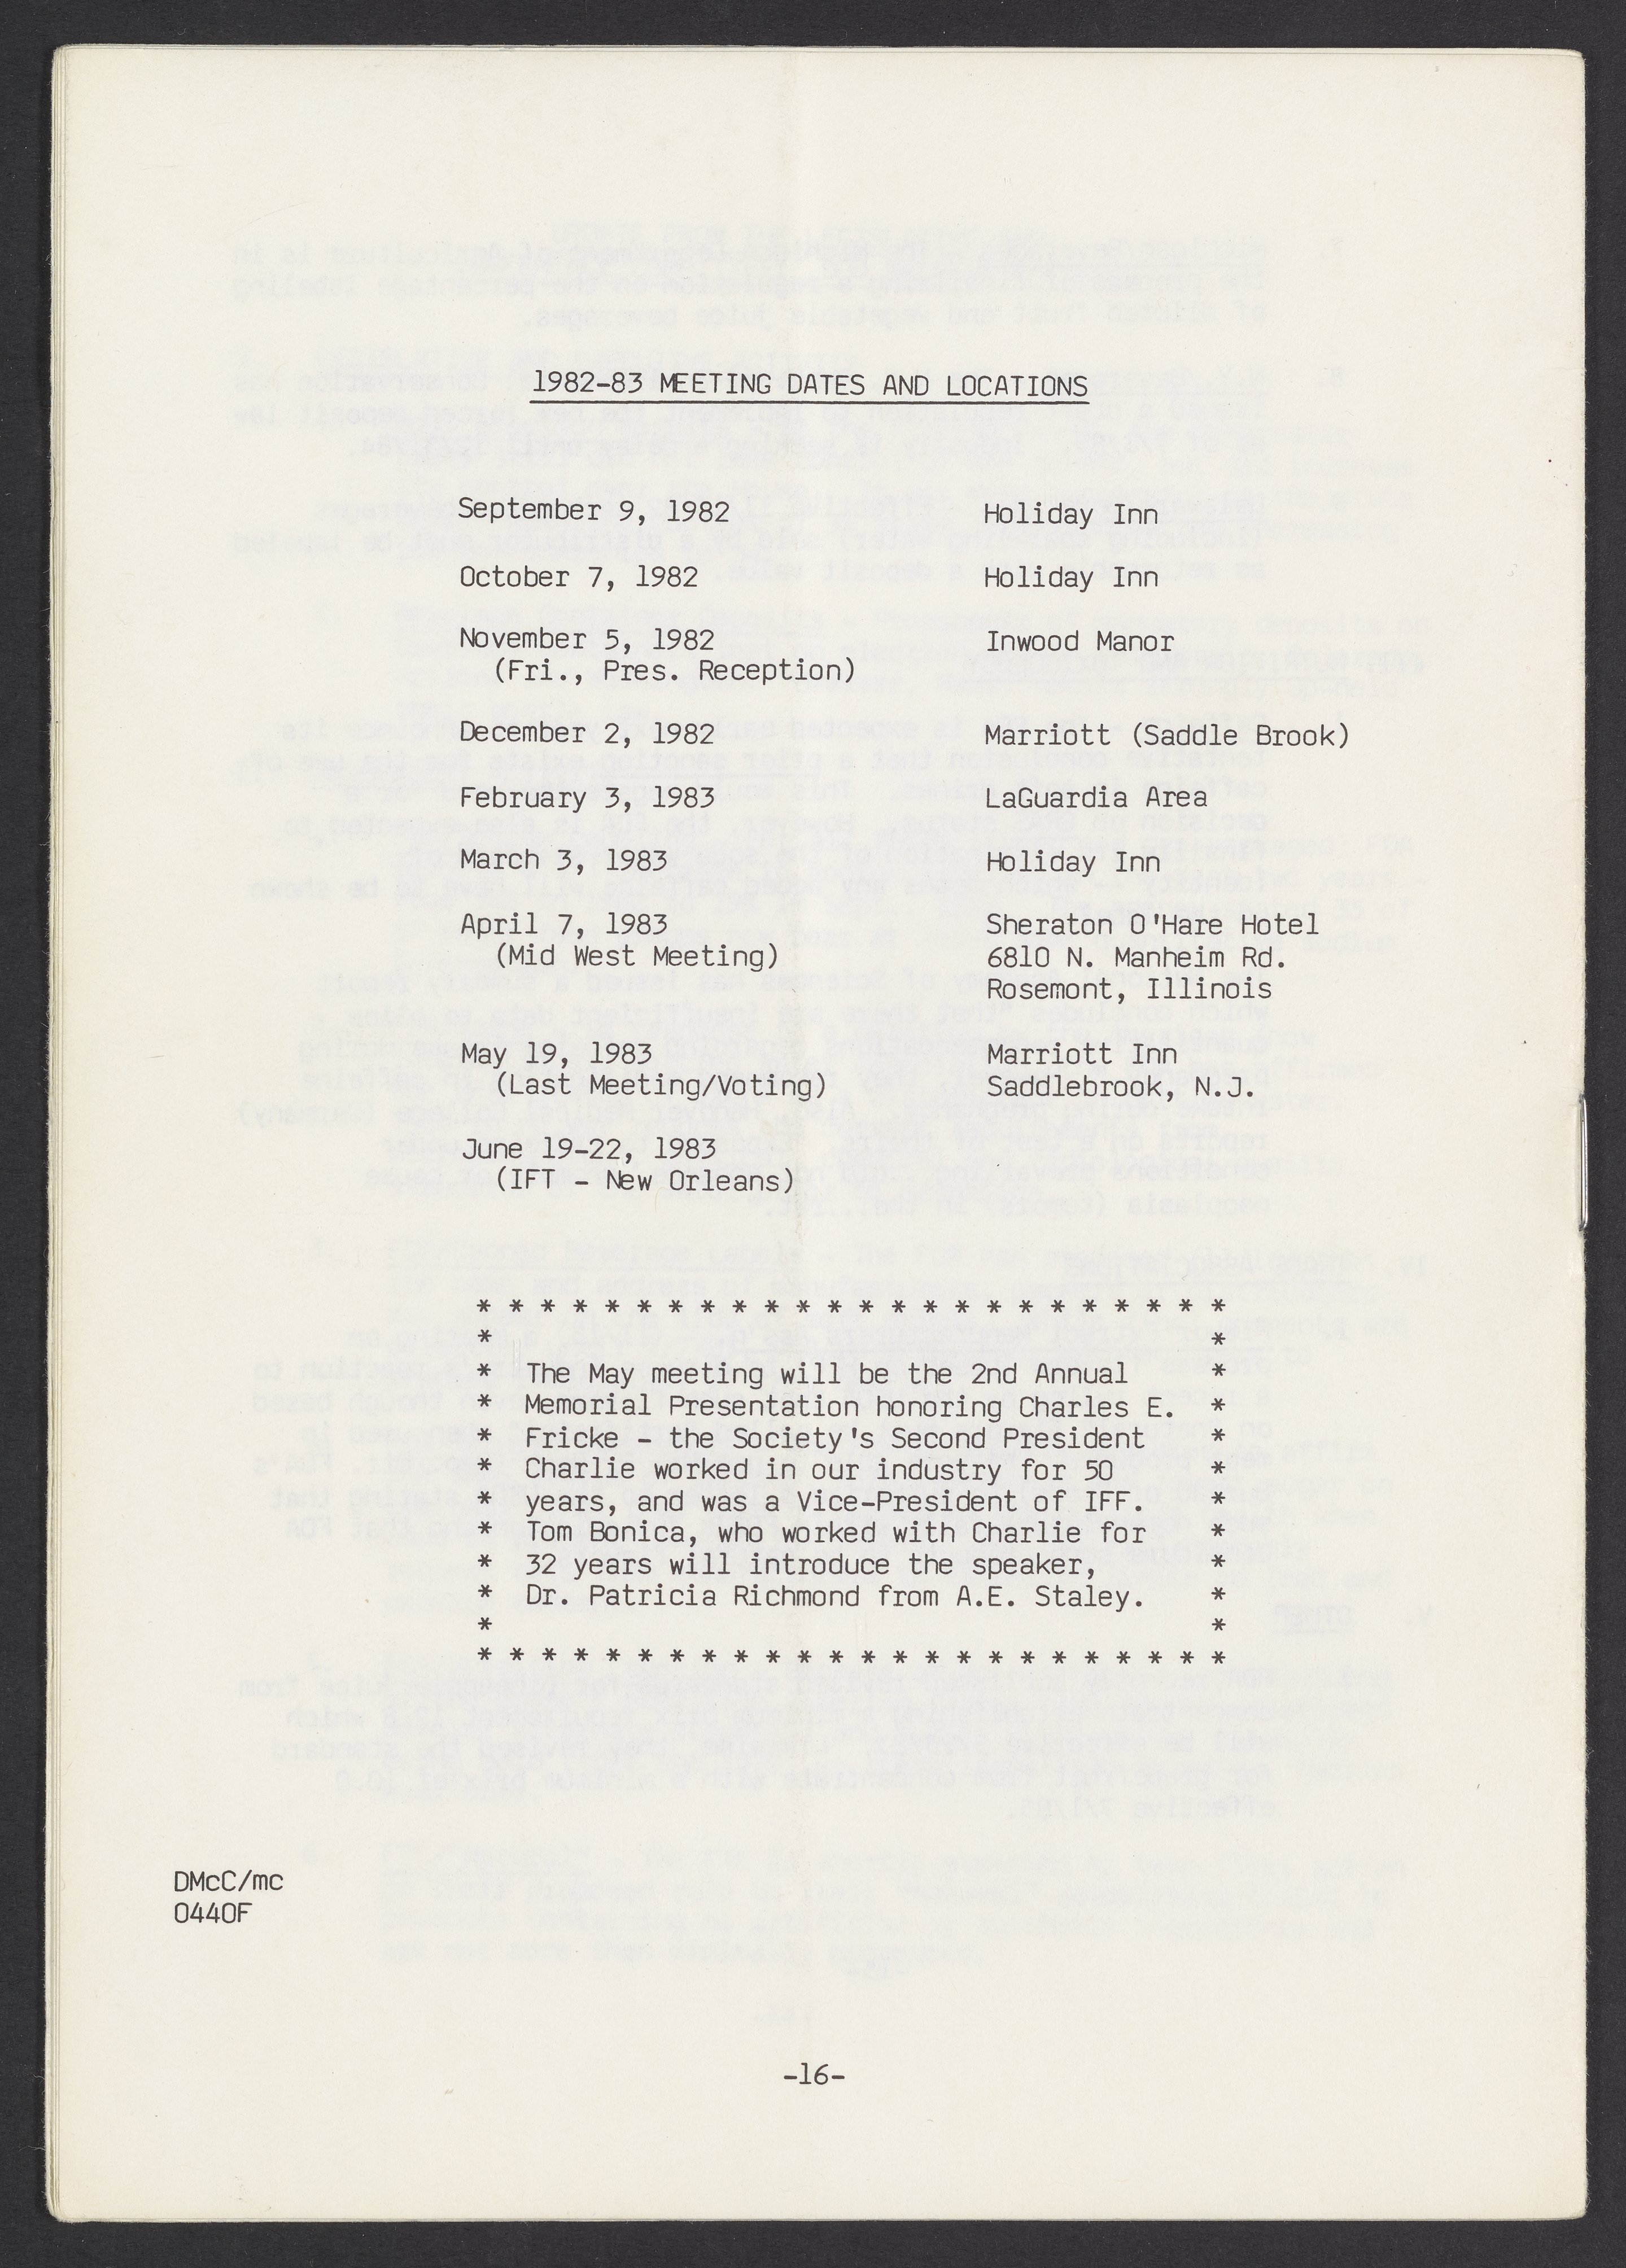 1982-83 MEETING DATES AND LOCATIONS
September 9, 1982 Holiday Inn
October 7, 1982 Holiday Inn
November 5, 1982 Inwood Manor
(Fri., Pres. Reception)
December 2, 1982 Marriott (Saddle Brook)
February 3, 1983 LaGuardia Area
March 3, 1983 Holiday Inn
April 7, 1983 Sheraton O'Hare Hotel
(Mid West Meeting) 6810 N. Manheim Rd.
Rosemont, Illinois
May 19, 1983 Marriott Inn
(Last Meeting/Voting) Saddlebrook, N.J.
June 19-22, 1983
(IFT - New Orleans)
* * * * * * * * * * * * * * * * * * * * * * * *
* *
* The May meeting will be the 2nd Annual *
* Memorial Presentation honoring Charles E. *
* Fricke - the Society's Second President *
* Charlie worked in our industry for 50 *
* years, and was a Vice-President of IFF. *
* Tom Bonica, who worked with Charlie for *
* 32 years will introduce the speaker, *
* Dr. Patricia Richmond from A.E. Staley. *
* *
* * * * * * * * * * * * * * * * * * * * * * * *
DMcC/mc
0440F
-16-